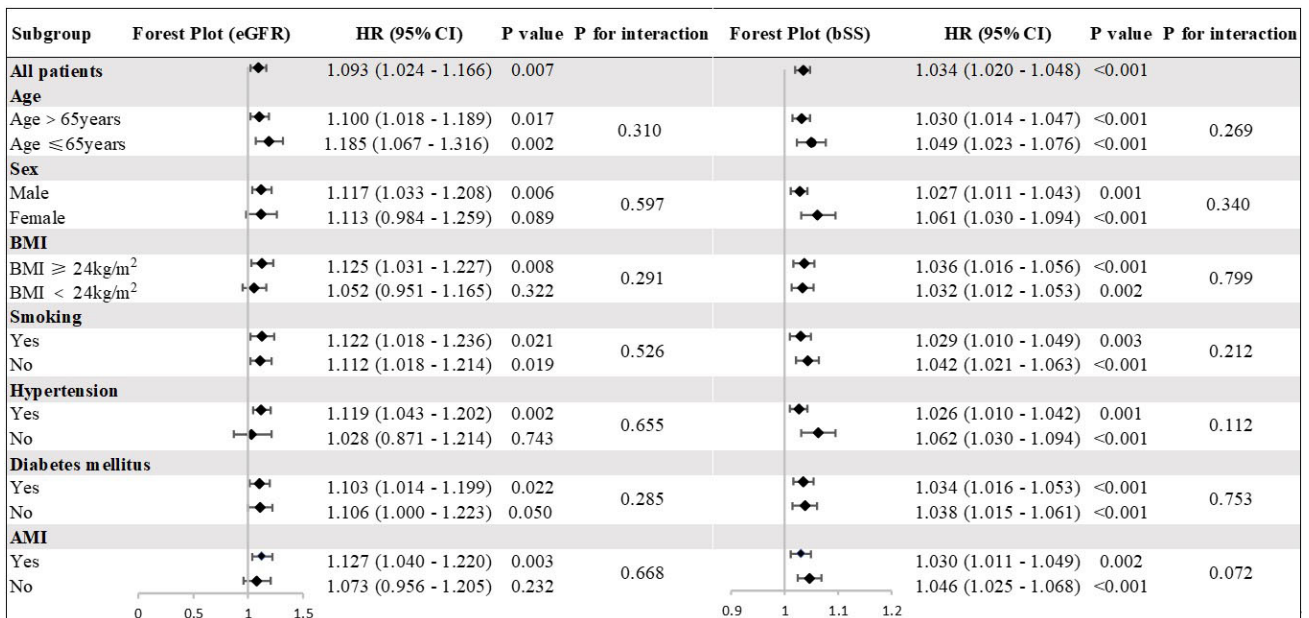 Subgroup Forest Plot (eGFR) HR (95% CI) P value P for interaction Forest Plot (bSS) HR (95% CI) P value P for interaction
All patients 1.093 (1.024 - 1.166) 0.007 1.034 (1.020 - 1.048) <0.001
Age
Age > 65years 1.100 (1.018 - 1.189) 0.017 1.030 (1.014 - 1.047) <0.001
0.310 0.269
Age ≤65years 1.185 (1.067 - 1.316) 0.002 1.049 (1.023 - 1.076) <0.001
Sex
Male 1.117 (1.033 - 1.208) 0.006 1.027 (1.011 - 1.043) 0.001
0.597 0.340
Female 1.113 (0.984 - 1.259) 0.089 1.061 (1.030 - 1.094) <0.001
BMI
BMI ≥ 24kg/m² 1.125 (1.031 - 1.227) 0.008 1.036 (1.016 - 1.056) <0.001
0.291 0.799
BMI < 24kg/m² 1.052 (0.951 - 1.165) 0.322 1.032 (1.012 - 1.053) 0.002
Smoking
Yes 1.122 (1.018 - 1.236) 0.021 1.029 (1.010 - 1.049) 0.003
0.526 0.212
No 1.112 (1.018 - 1.214) 0.019 1.042 (1.021 - 1.063) <0.001
Hypertension
Yes 1.119 (1.043 - 1.202) 0.002 1.026 (1.010 - 1.042) 0.001
0.655 0.112
No 1.028 (0.871 - 1.214) 0.743 1.062 (1.030 - 1.094) <0.001
Diabetes mellitus
Yes 1.103 (1.014 - 1.199) 0.022 1.034 (1.016 - 1.053) <0.001
0.285 0.753
No 1.106 (1.000 - 1.223) 0.050 1.038 (1.015 - 1.061) <0.001
AMI
Yes 1.127 (1.040 - 1.220) 0.003 1.030 (1.011 - 1.049) 0.002
0.668 0.072
No 1.073 (0.956 - 1.205) 0.232 1.046 (1.025 - 1.068) <0.001
0 0.5 1 1.5 0.9 1 1.1 1.2